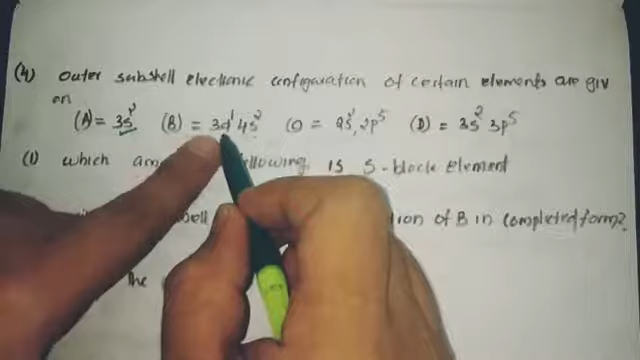 (4) Outer subshell electronic configuration of certain elements are giv
en
(A) = 3s¹ (B) = 3d¹ 4s² (C) = 2s², 2p⁵ (D) = 3s² 3p⁵
(1) which following is S-block element
of B in completed form?
The